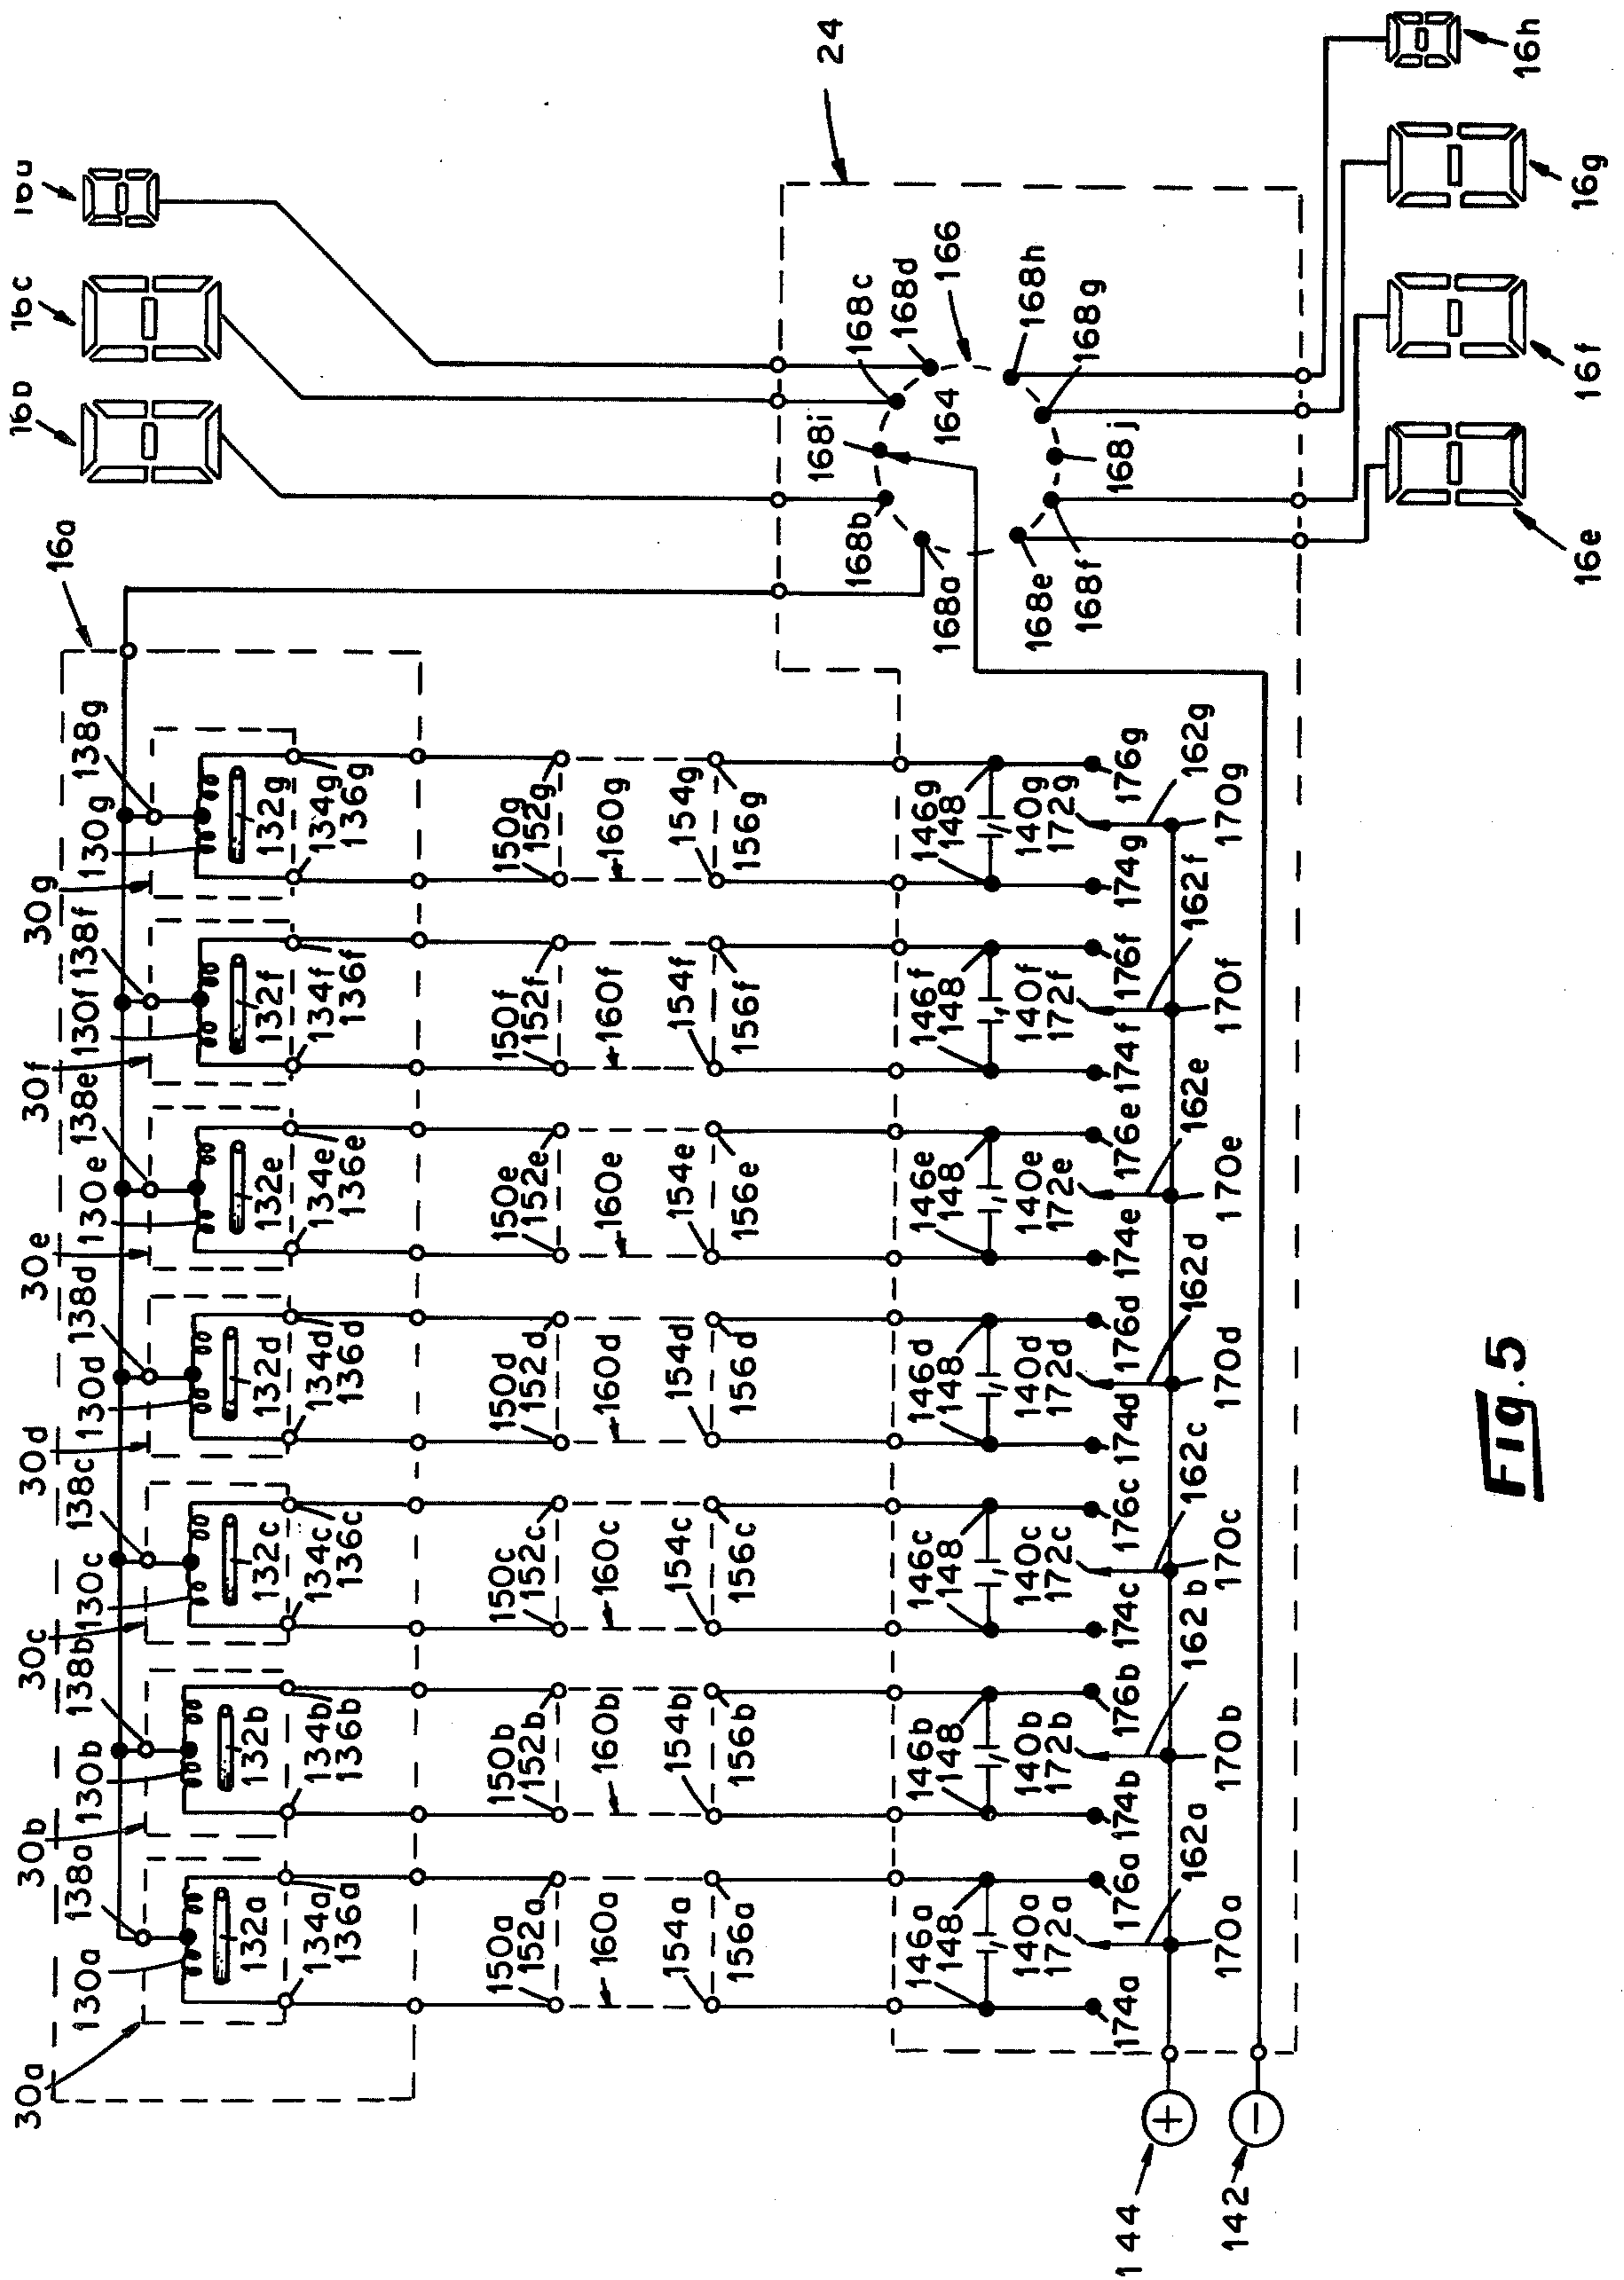 30a 30b 30c 30d 30e 30f 30g 16b 16c 16d
130a 138a 130b 138b 130c 138c 130d 138d 130e 138e 130f 138f 130g 138g 16a
132a 132b 132c 132d 132e 132f 132g
134a 134b 134c 134d 134e 134f 134g
136a 136b 136c 136d 136e 136f 136g
150a 150b 150c 150d 150e 150f 150g
152a 152b 152c 152d 152e 152f 152g
160a 160b 160c 160d 160e 160f 160g
154a 154b 154c 154d 154e 154f 154g
156a 156b 156c 156d 156e 156f 156g
168i 24
168b 168c
146a 146b 146c 146d 146e 146f 146g 168d
148 148 148 148 148 148 148 168a 164 166
140a 140b 140c 140d 140e 140f 140g 168e 168h
172a 172b 172c 172d 172e 172f 172g 168f 168g
174a 176a 174b 176b 174c 176c 174d 176d 174e 176e 174f 176f 174g 176g 168j
144 +
162a 162b 162c 162d 162e 162f 162g
170a 170b 170c 170d 170e 170f 170g
142 −
16e 16f 16g 16h
Fig. 5